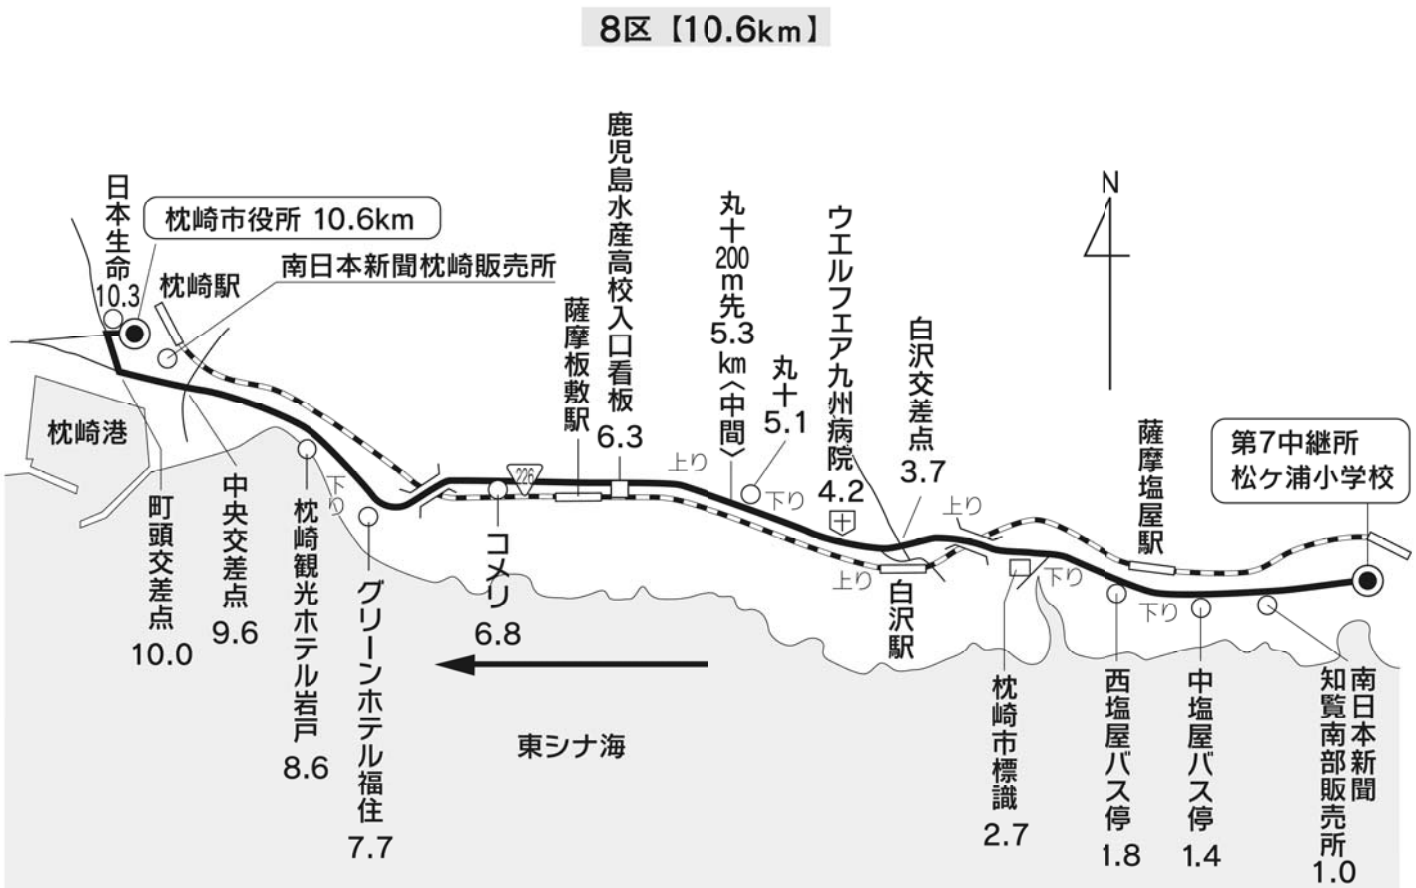 8区【10.6km】
日本生命
10.3
枕崎市役所 10.6km
枕崎駅
南日本新聞枕崎販売所
薩摩板敷駅
鹿児島水産高校入口看板
6.3
丸十200m先
5.3
km〈中間〉
丸十
5.1
ウエルフェア九州病院
4.2
白沢交差点
3.7
N
薩摩塩屋駅
第7中継所
松ケ浦小学校
枕崎港
226
上り
下り
上り
下り
上り
下り
下り
町頭交差点
10.0
中央交差点
9.6
枕崎観光ホテル岩戸
8.6
グリーンホテル福住
7.7
コメリ
6.8
白沢駅
枕崎市標識
2.7
西塩屋バス停
1.8
中塩屋バス停
1.4
南日本新聞
知覧南部販売所
1.0
東シナ海